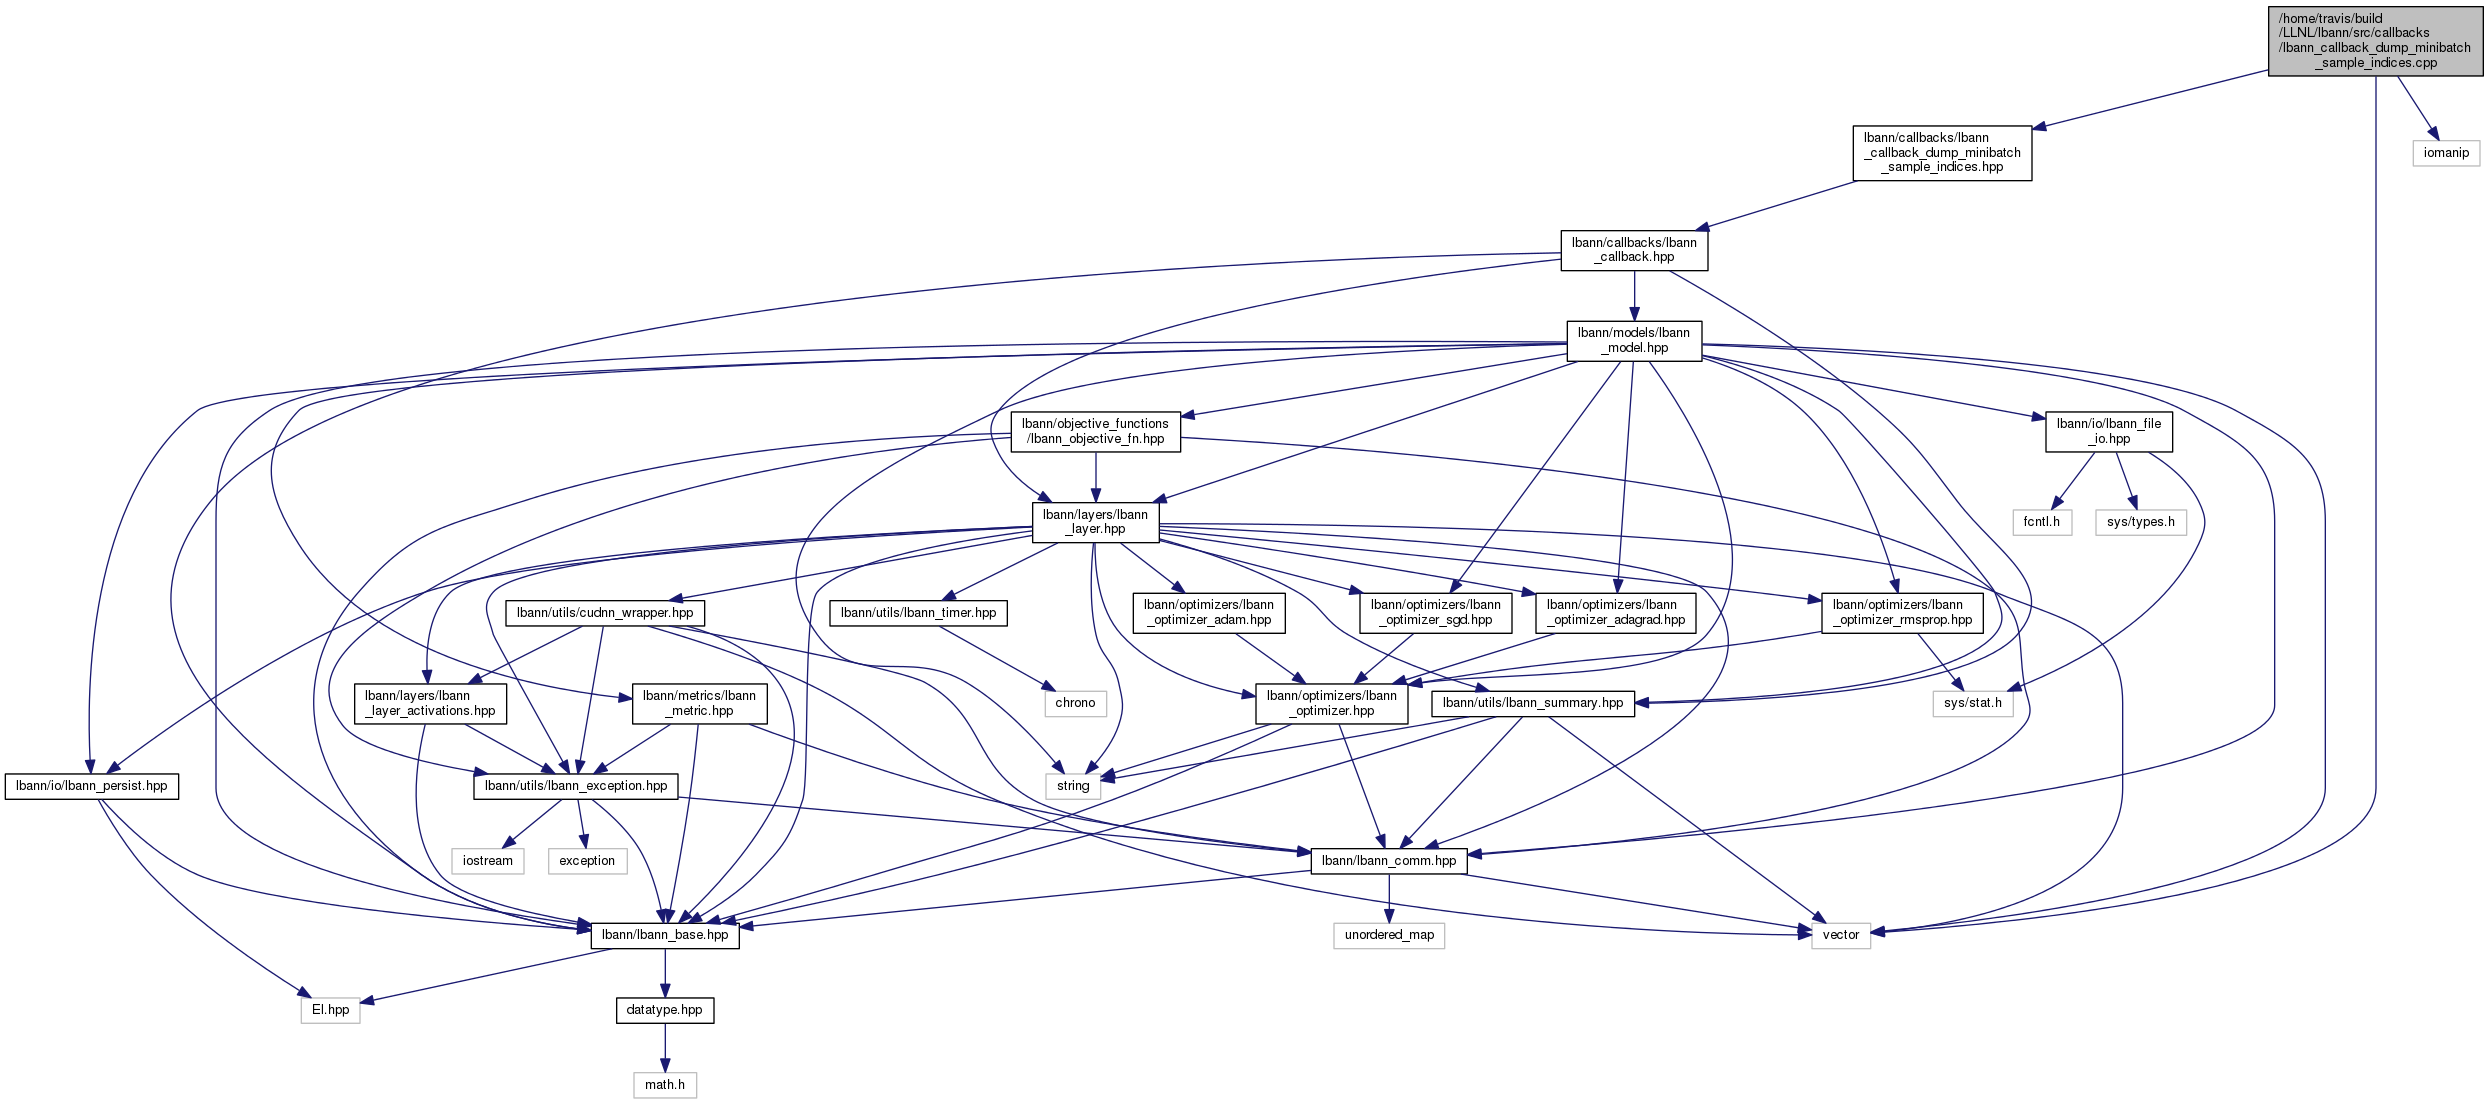 /home/travis/build
/LLNL/lbann/src/callbacks
/lbann_callback_dump_minibatch
_sample_indices.cpp
lbann/callbacks/lbann
_callback_dump_minibatch
_sample_indices.hpp
iomanip
lbann/callbacks/lbann
_callback.hpp
lbann/models/lbann
_model.hpp
lbann/objective_functions
/lbann_objective_fn.hpp
lbann/io/lbann_file
_io.hpp
lbann/layers/lbann
_layer.hpp
fcntl.h
sys/types.h
lbann/utils/cudnn_wrapper.hpp
lbann/utils/lbann_timer.hpp
lbann/optimizers/lbann
_optimizer_adam.hpp
lbann/optimizers/lbann
_optimizer_sgd.hpp
lbann/optimizers/lbann
_optimizer_adagrad.hpp
lbann/optimizers/lbann
_optimizer_rmsprop.hpp
lbann/layers/lbann
_layer_activations.hpp
lbann/metrics/lbann
_metric.hpp
chrono
lbann/optimizers/lbann
_optimizer.hpp
lbann/utils/lbann_summary.hpp
sys/stat.h
lbann/io/lbann_persist.hpp
lbann/utils/lbann_exception.hpp
string
iostream
exception
lbann/lbann_comm.hpp
lbann/lbann_base.hpp
unordered_map
vector
El.hpp
datatype.hpp
math.h